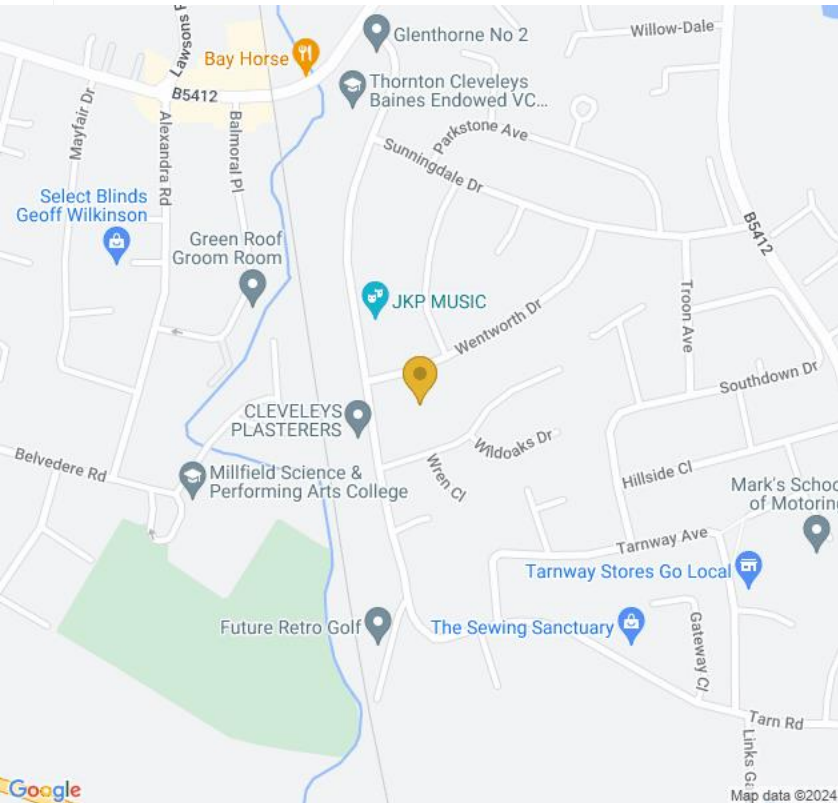 Glenthorne No 2
Willow-Dale
Lawsons
Bay Horse
B5412
Thornton Cleveleys
Baines Endowed VC...
Mayfair Dr
Alexandra Rd
Balmoral Pl
Parkstone Ave
Sunningdale Dr
Select Blinds
Geoff Wilkinson
B5412
Green Roof
Groom Room
JKP MUSIC
Wentworth Dr
Troon Ave
Southdown Dr
CLEVELEYS
PLASTERERS
Wildoaks Dr
Wren Cl
Belvedere Rd
Millfield Science &
Performing Arts College
Hillside Cl
Mark's Schoo
of Motoring
Tarnway Ave
Tarnway Stores Go Local
Future Retro Golf
The Sewing Sanctuary
Gateway Cl
Tarn Rd
Links Ga
Google
Map data ©2024